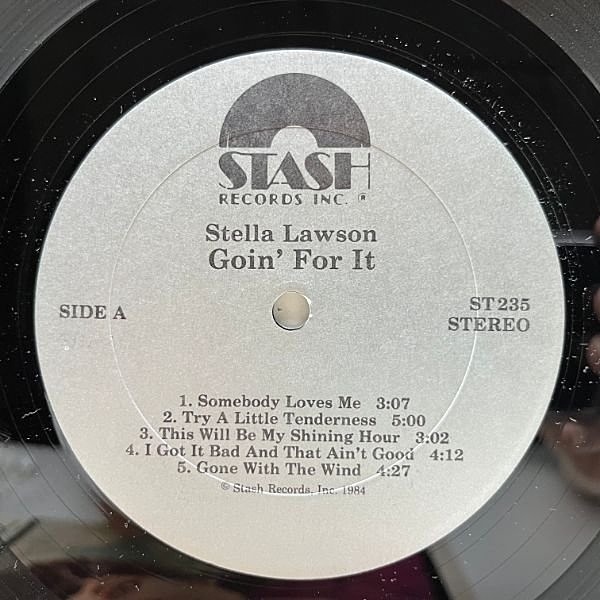 STASH
RECORDS INC. ®
Stella Lawson
Goin' For It
SIDE A
ST 235
STEREO
1. Somebody Loves Me 3:07
2. Try A Little Tenderness 5:00
3. This Will Be My Shining Hour 3:02
4. I Got It Bad And That Ain't Good 4:12
5. Gone With The Wind 4:27
© Stash Records, Inc. 1984